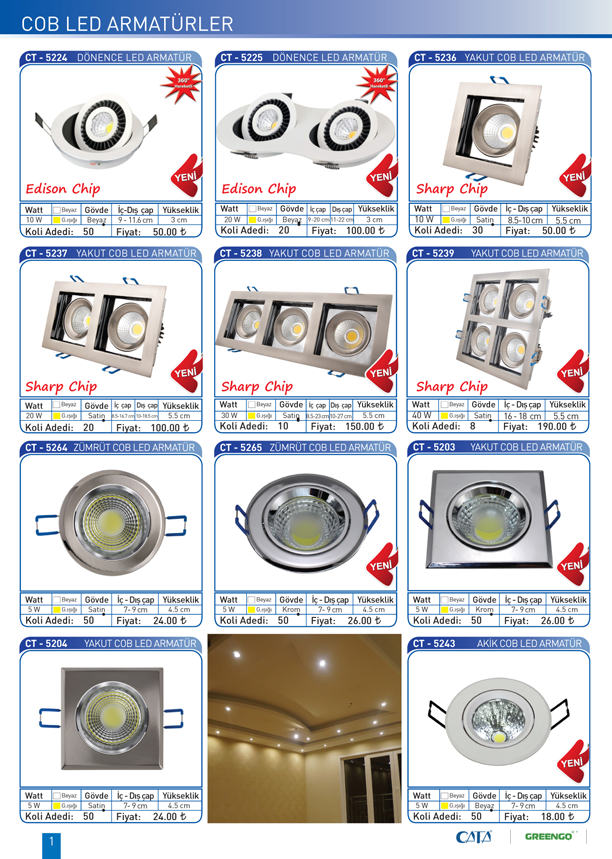 COB LED ARMATÜRLER
CT - 5224 DÖNENCE LED ARMATÜR
360°
Hareketli
YENİ
Edison Chip
Watt Beyaz Gövde İç-Dış çap Yükseklik
10 W G.ışığı Beyaz 9 - 11.6 cm 3 cm
Koli Adedi: 50 Fiyat: 50.00 ₺
CT - 5225 DÖNENCE LED ARMATÜR
360°
Hareketli
YENİ
Edison Chip
Watt Beyaz Gövde İç çap Dış çap Yükseklik
20 W G.ışığı Beyaz 9-20 cm 11-22 cm 3 cm
Koli Adedi: 20 Fiyat: 100.00 ₺
CT - 5236 YAKUT COB LED ARMATÜR
YENİ
Sharp Chip
Watt Beyaz Gövde İç - Dış çap Yükseklik
10 W G.ışığı Satin 8.5-10 cm 5.5 cm
Koli Adedi: 30 Fiyat: 50.00 ₺
CT - 5237 YAKUT COB LED ARMATÜR
YENİ
Sharp Chip
Watt Beyaz Gövde İç çap Dış çap Yükseklik
20 W G.ışığı Satin 8.5-16.7 cm 10-18.5 cm 5.5 cm
Koli Adedi: 20 Fiyat: 100.00 ₺
CT - 5238 YAKUT COB LED ARMATÜR
YENİ
Sharp Chip
Watt Beyaz Gövde İç çap Dış çap Yükseklik
30 W G.ışığı Satin 8.5-23 cm 10-27 cm 5.5 cm
Koli Adedi: 10 Fiyat: 150.00 ₺
CT - 5239 YAKUT COB LED ARMATÜR
YENİ
Sharp Chip
Watt Beyaz Gövde İç - Dış çap Yükseklik
40 W G.ışığı Satin 16 - 18 cm 5.5 cm
Koli Adedi: 8 Fiyat: 190.00 ₺
CT - 5264 ZÜMRÜT COB LED ARMATÜR
Watt Beyaz Gövde İç - Dış çap Yükseklik
5 W G.ışığı Satin 7- 9 cm 4.5 cm
Koli Adedi: 50 Fiyat: 24.00 ₺
CT - 5265 ZÜMRÜT COB LED ARMATÜR
YENİ
Watt Beyaz Gövde İç - Dış çap Yükseklik
5 W G.ışığı Krom 7- 9 cm 4.5 cm
Koli Adedi: 50 Fiyat: 26.00 ₺
CT - 5203 YAKUT COB LED ARMATÜR
YENİ
Watt Beyaz Gövde İç - Dış çap Yükseklik
5 W G.ışığı Krom 7- 9 cm 4.5 cm
Koli Adedi: 50 Fiyat: 26.00 ₺
CT - 5204 YAKUT COB LED ARMATÜR
Watt Beyaz Gövde İç - Dış çap Yükseklik
5 W G.ışığı Satin 7- 9 cm 4.5 cm
Koli Adedi: 50 Fiyat: 24.00 ₺
CT - 5243 AKİK COB LED ARMATÜR
YENİ
Watt Beyaz Gövde İç - Dış çap Yükseklik
5 W G.ışığı Beyaz 7- 9 cm 4.5 cm
Koli Adedi: 50 Fiyat: 18.00 ₺
1
CATA GREENGO